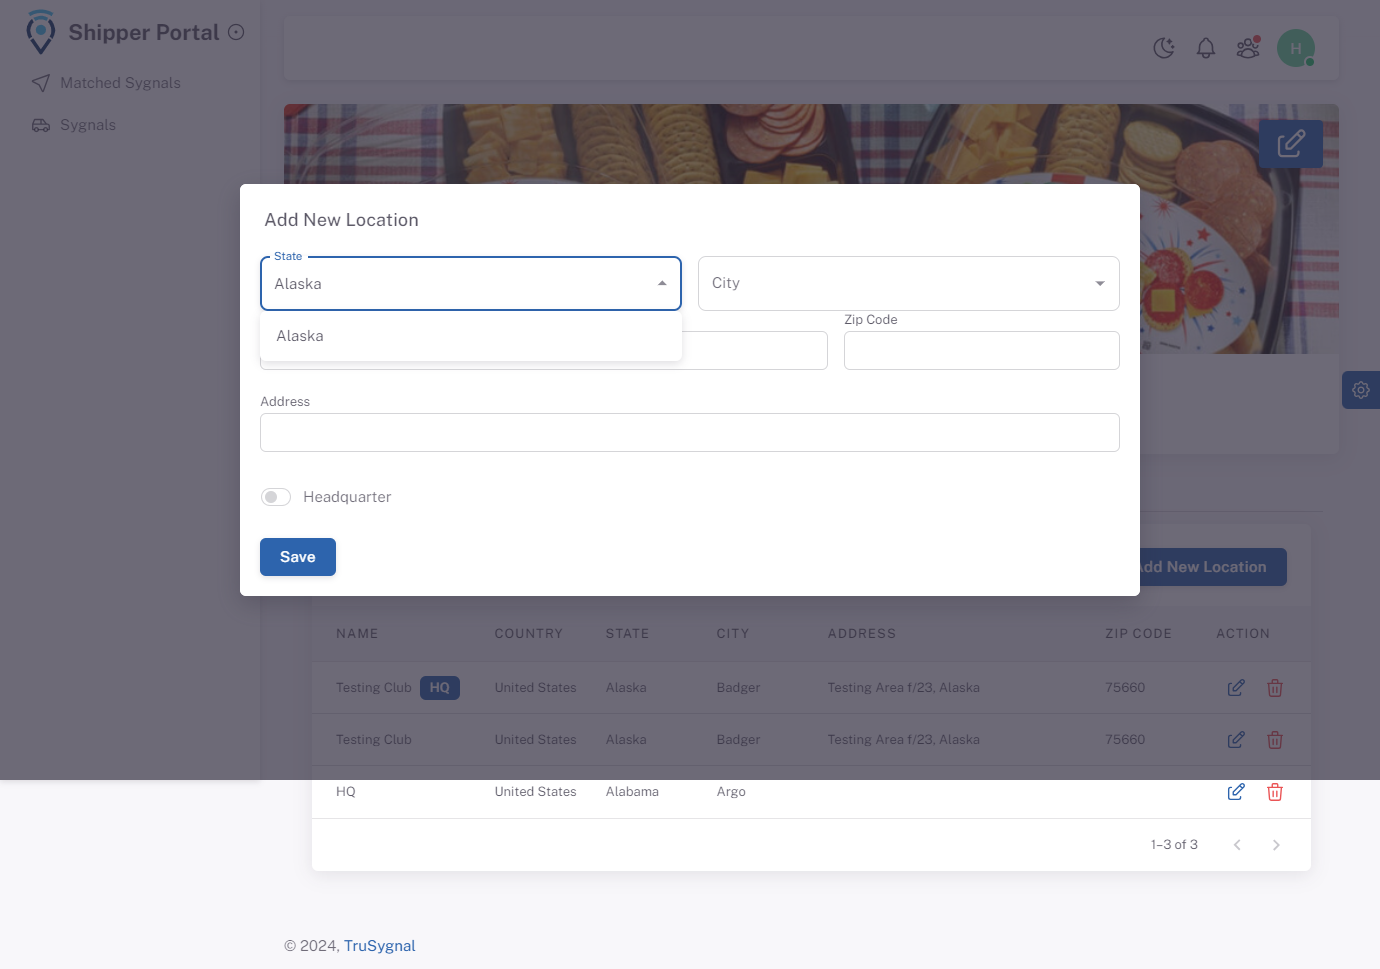 Shipper Portal
Matched Sygnals
Sygnals
H
Add New Location
State
Alaska
City
Alaska
Zip Code
Address
Headquarter
Save
Add New Location
NAME COUNTRY STATE CITY ADDRESS ZIP CODE ACTION
Testing Club HQ United States Alaska Badger Testing Area f/23, Alaska 75660
Testing Club United States Alaska Badger Testing Area f/23, Alaska 75660
HQ United States Alabama Argo
1–3 of 3
© 2024, TruSygnal